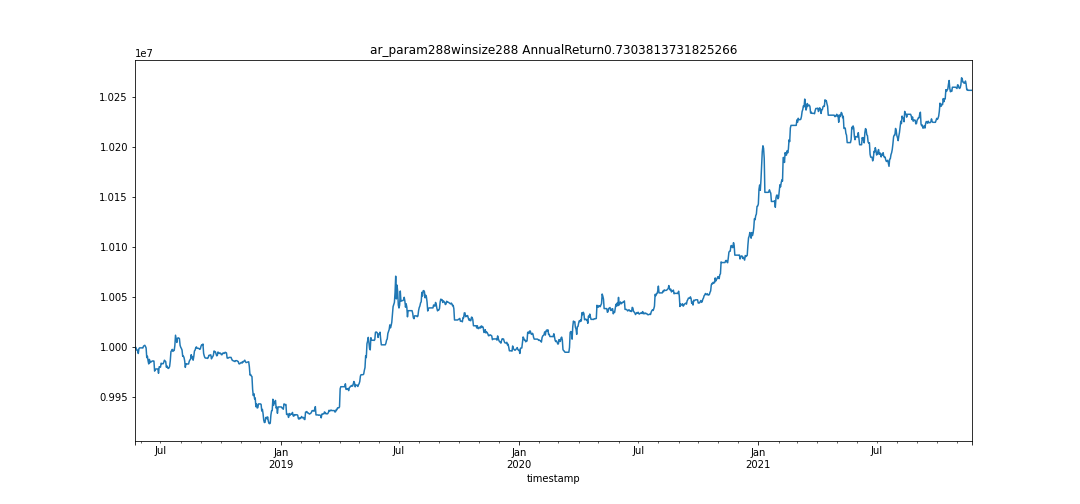 ar_param288winsize288 AnnualReturn0.7303813731825266
1e7
1.025
1.020
1.015
1.010
1.005
1.000
0.995
Jul Jan Jul Jan Jul Jan Jul
2019 2020 2021
timestamp